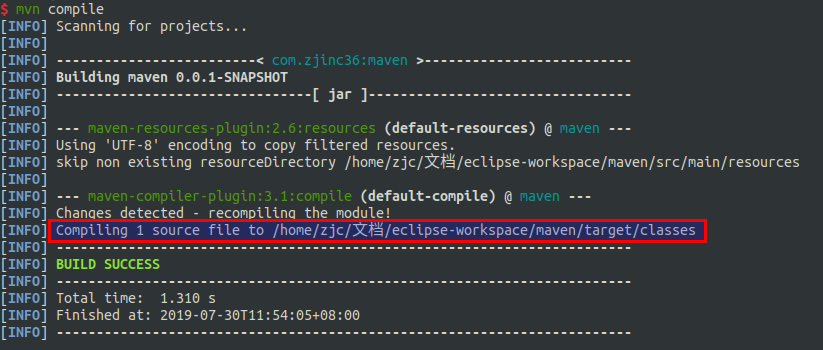 $ mvn compile
[INFO] Scanning for projects...
[INFO]
[INFO] ------------------------< com.zjinc36:maven >-------------------------
[INFO] Building maven 0.0.1-SNAPSHOT
[INFO] --------------------------------[ jar ]---------------------------------
[INFO]
[INFO] --- maven-resources-plugin:2.6:resources (default-resources) @ maven ---
[INFO] Using 'UTF-8' encoding to copy filtered resources.
[INFO] skip non existing resourceDirectory /home/zjc/文档/eclipse-workspace/maven/src/main/resources
[INFO]
[INFO] --- maven-compiler-plugin:3.1:compile (default-compile) @ maven ---
[INFO] Changes detected - recompiling the module!
[INFO] Compiling 1 source file to /home/zjc/文档/eclipse-workspace/maven/target/classes
[INFO] ------------------------------------------------------------------------
[INFO] BUILD SUCCESS
[INFO] ------------------------------------------------------------------------
[INFO] Total time:  1.310 s
[INFO] Finished at: 2019-07-30T11:54:05+08:00
[INFO] ------------------------------------------------------------------------